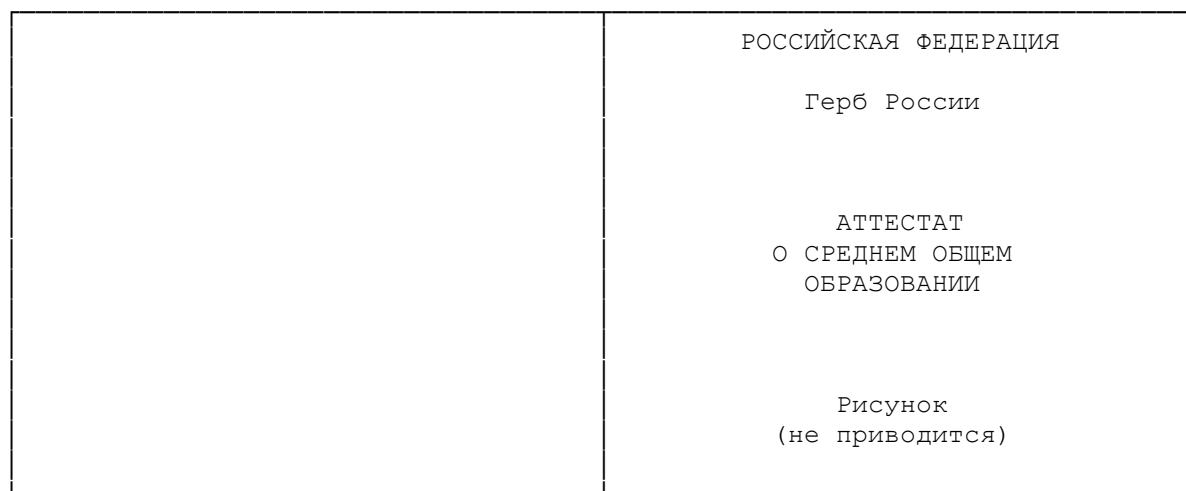 РОССИЙСКАЯ ФЕДЕРАЦИЯ
Герб России
АТТЕСТАТ
О СРЕДНЕМ ОБЩЕМ
ОБРАЗОВАНИИ
Рисунок
(не приводится)